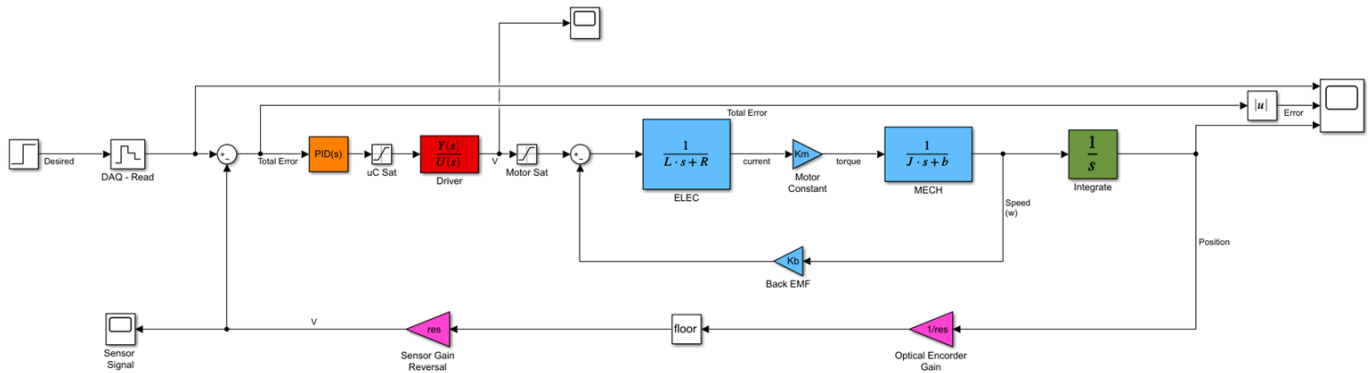 Total Error
|u|
Error
Desired
DAQ - Read
+
-
Total Error
PID(s)
uC Sat
Y(s)
U(s)
Driver
V
Motor Sat
+
-
1
L · s + R
ELEC
current
Km
Motor
Constant
torque
1
J · s + b
MECH
Speed
(w)
1
s
Integrate
Position
Kb
Back EMF
Sensor
Signal
V
res
Sensor Gain
Reversal
floor
1/res
Optical Encorder
Gain